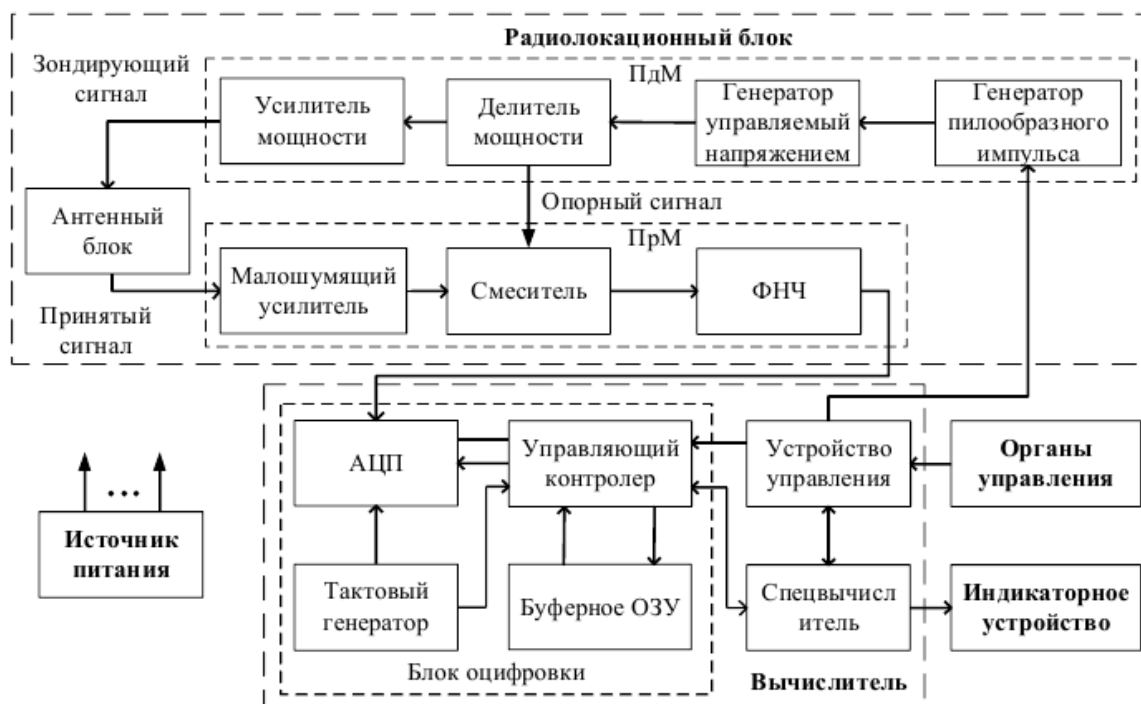 Радиолокационный блок
Зондирующий
сигнал
ПдМ
Усилитель
мощности
Делитель
мощности
Генератор
управляемый
напряжением
Генератор
пилообразного
импульса
Опорный сигнал
Антенный
блок
ПрМ
Малошумящий
усилитель
Смеситель
ФНЧ
Принятый
сигнал
АЦП
Управляющий
контролер
Устройство
управления
Органы
управления
...
Источник
питания
Тактовый
генератор
Буферное ОЗУ
Спецвычисл
итель
Индикаторное
устройство
Блок оцифровки
Вычислитель